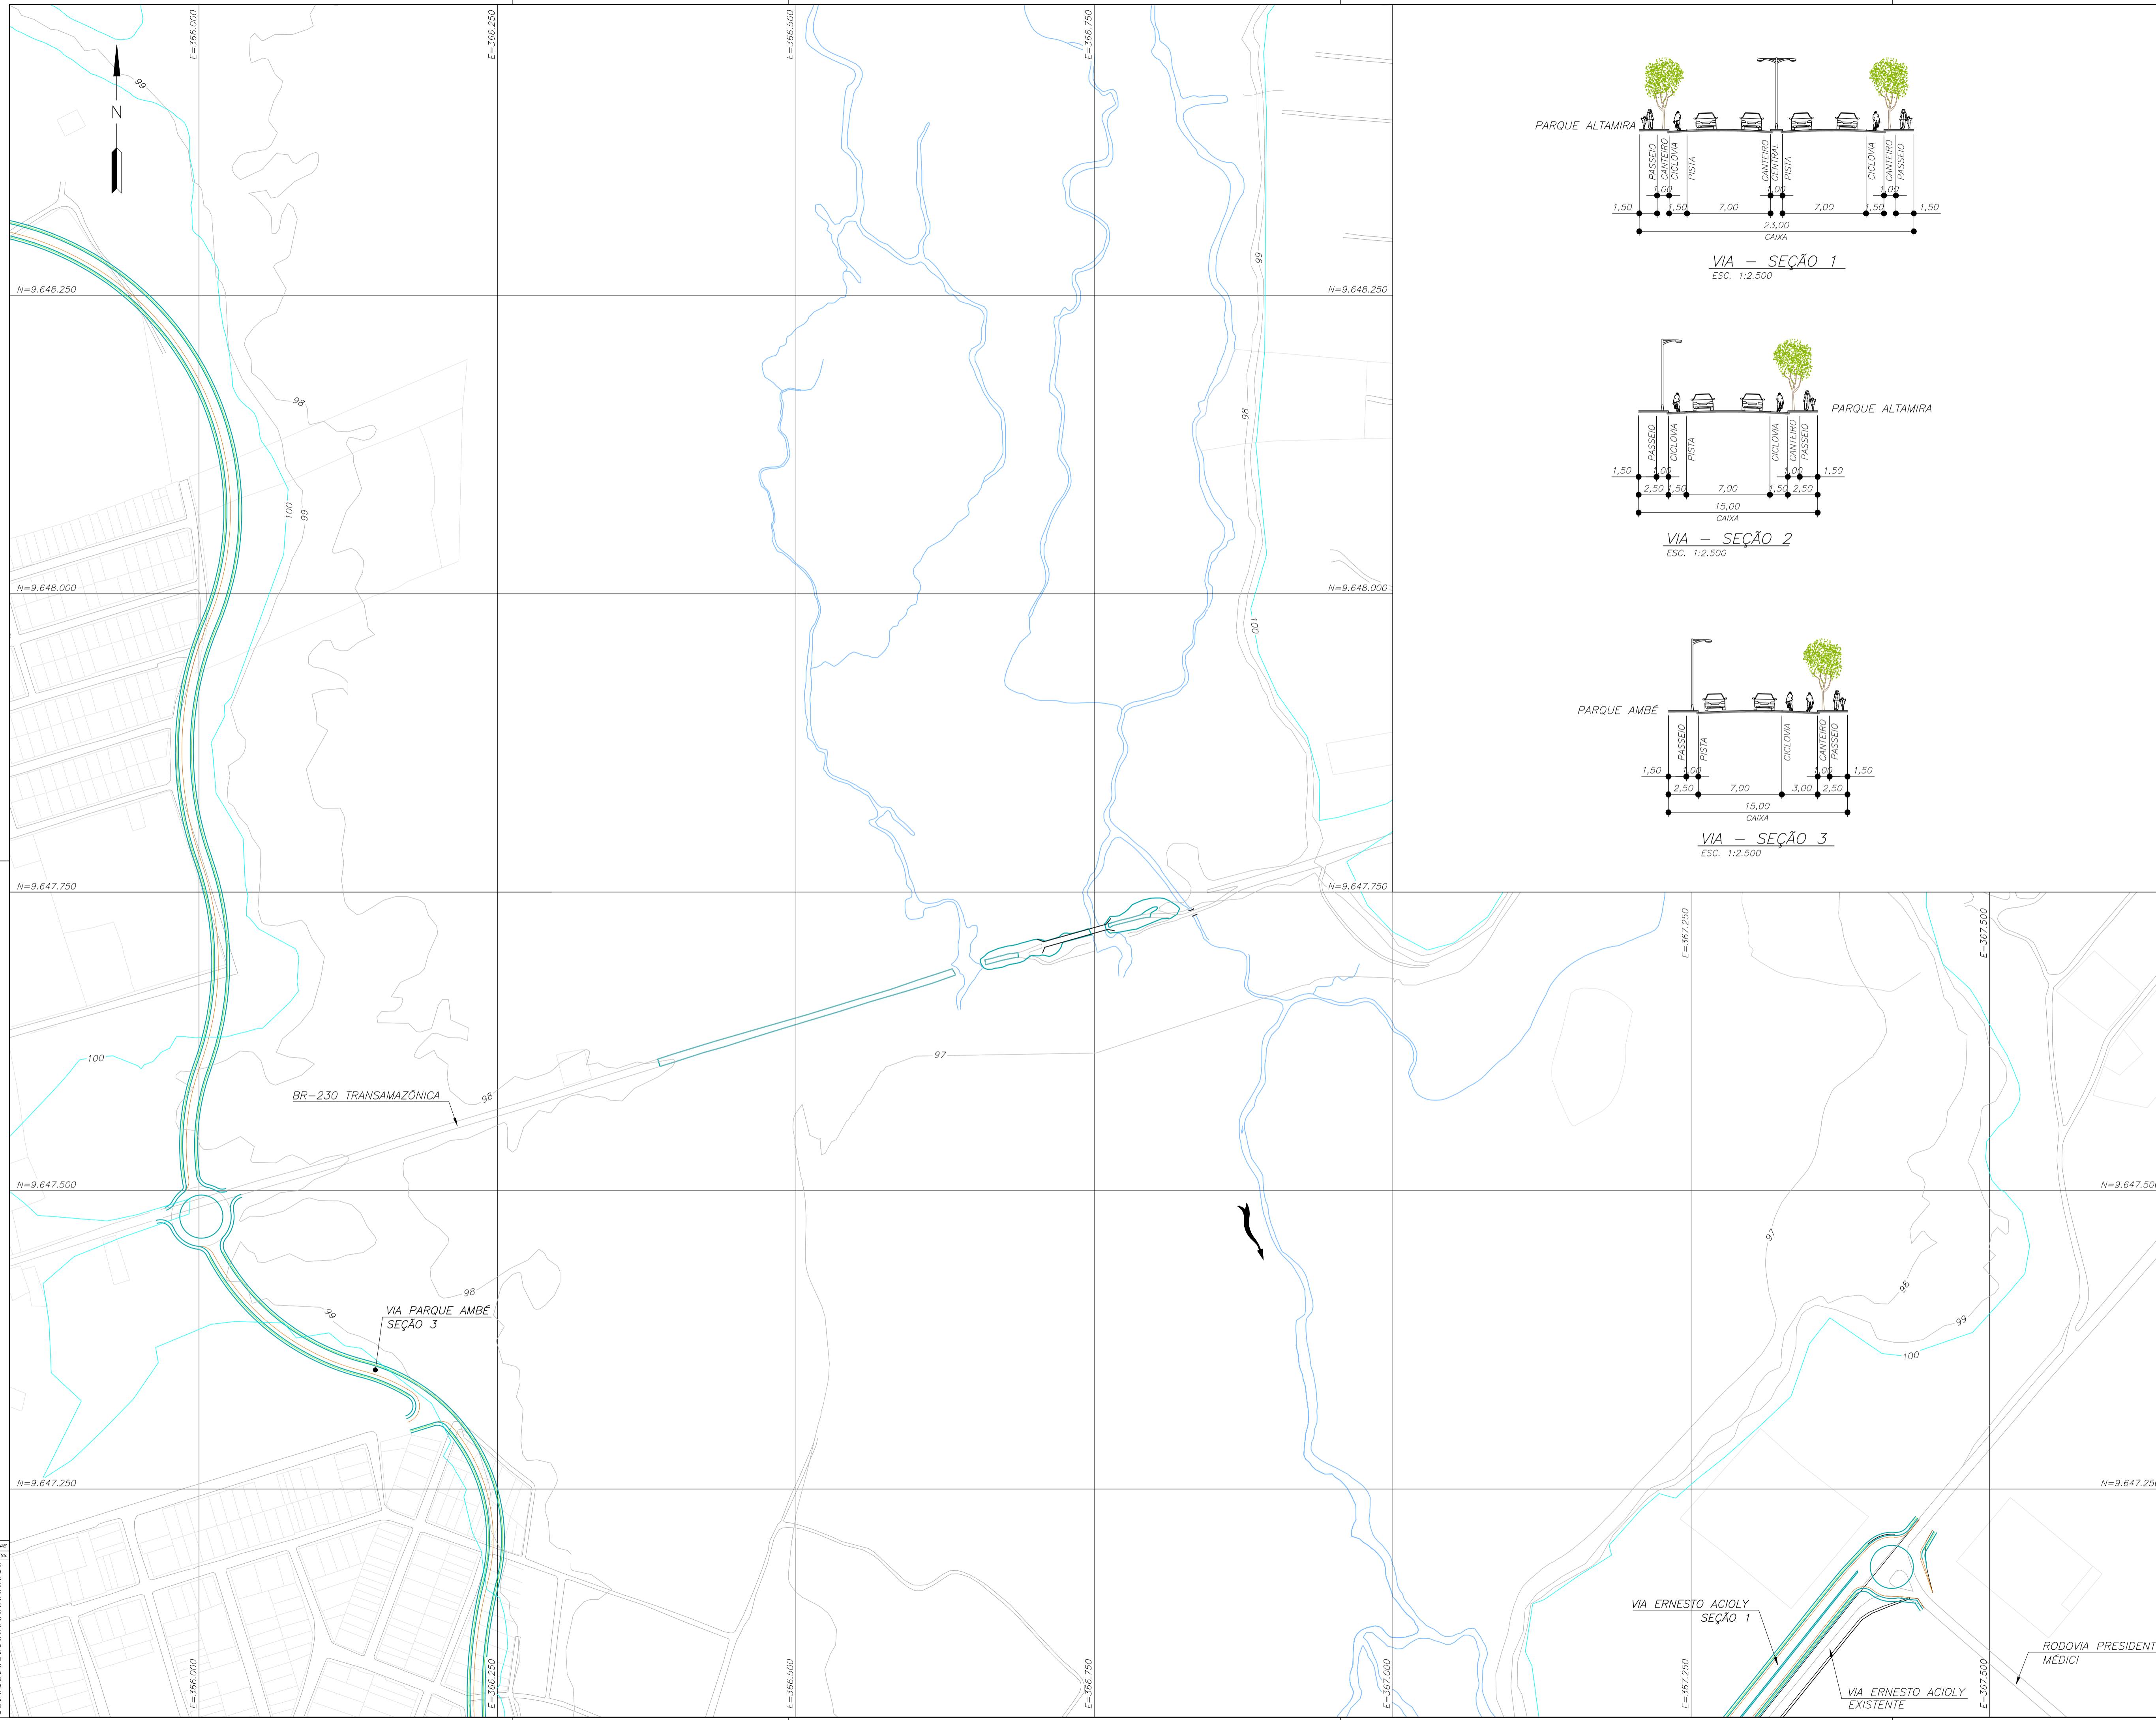 E=366.000
E=366.250
E=366.500
E=366.750
99
N
PARQUE ALTAMIRA
PASSEIO
CANTEIRO
CICLOVIA
PISTA
CANTEIRO
CENTRAL
PISTA
CICLOVIA
CANTEIRO
PASSEIO
1,00
1,00
1,00
1,50
1,50
7,00
7,00
1,50
1,50
23,00
CAIXA
VIA – SEÇÃO 1
ESC. 1:2.500
99
N=9.648.250
N=9.648.250
PARQUE ALTAMIRA
PASSEIO
CICLOVIA
PISTA
CICLOVIA
CANTEIRO
PASSEIO
1,50
1,00
1,00
1,50
2,50
1,50
7,00
1,50
2,50
15,00
CAIXA
VIA – SEÇÃO 2
ESC. 1:2.500
98
98
100
99
N=9.648.000
N=9.648.000
100
PARQUE AMBÉ
PASSEIO
PISTA
CICLOVIA
CANTEIRO
PASSEIO
1,50
1,00
1,00
1,50
2,50
7,00
3,00
2,50
15,00
CAIXA
VIA – SEÇÃO 3
ESC. 1:2.500
N=9.647.750
N=9.647.750
E=367.250
E=367.500
100
97
BR–230 TRANSAMAZÔNICA
98
N=9.647.500
N=9.647.500
97
98
98
99
99
100
VIA PARQUE AMBÉ
SEÇÃO 3
N=9.647.250
N=9.647.250
VIA ERNESTO ACIOLY
SEÇÃO 1
RODOVIA PRESIDENT
MÉDICI
VIA ERNESTO ACIOLY
EXISTENTE
E=366.000
E=366.250
E=366.500
E=366.750
E=367.000
E=367.250
E=367.500